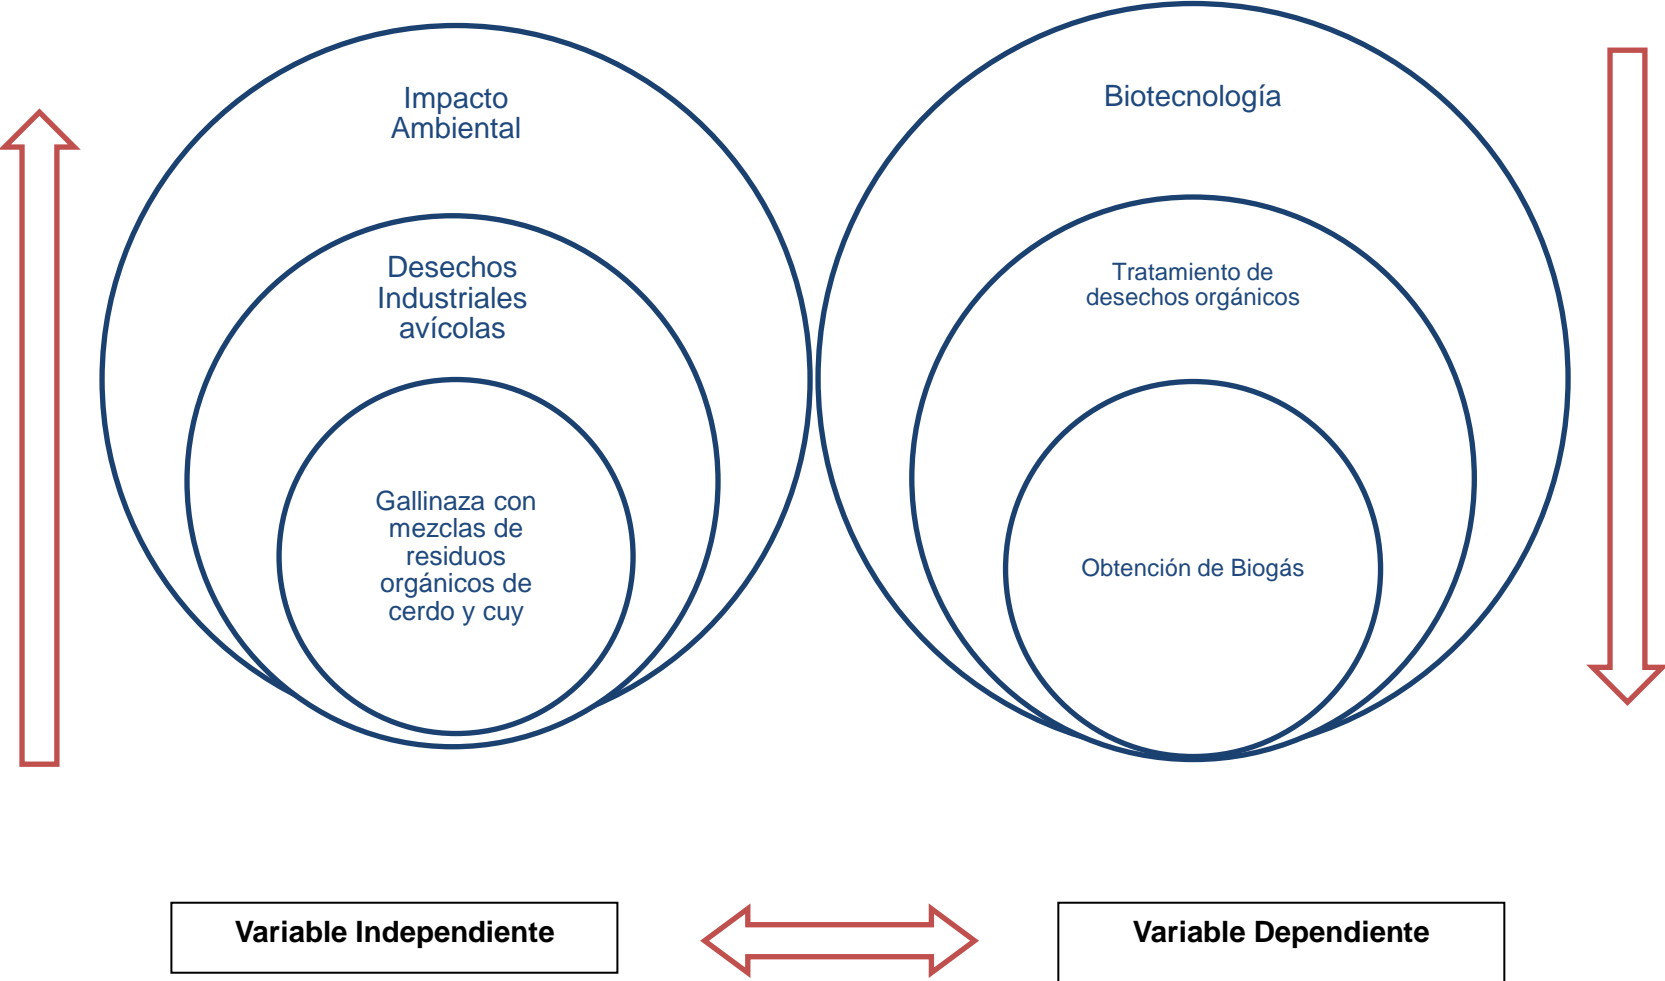 Impacto
Ambiental
Desechos
Industriales
avícolas
Gallinaza con
mezclas de
residuos
orgánicos de
cerdo y cuy
Biotecnología
Tratamiento de
desechos orgánicos
Obtención de Biogás
Variable Independiente
Variable Dependiente